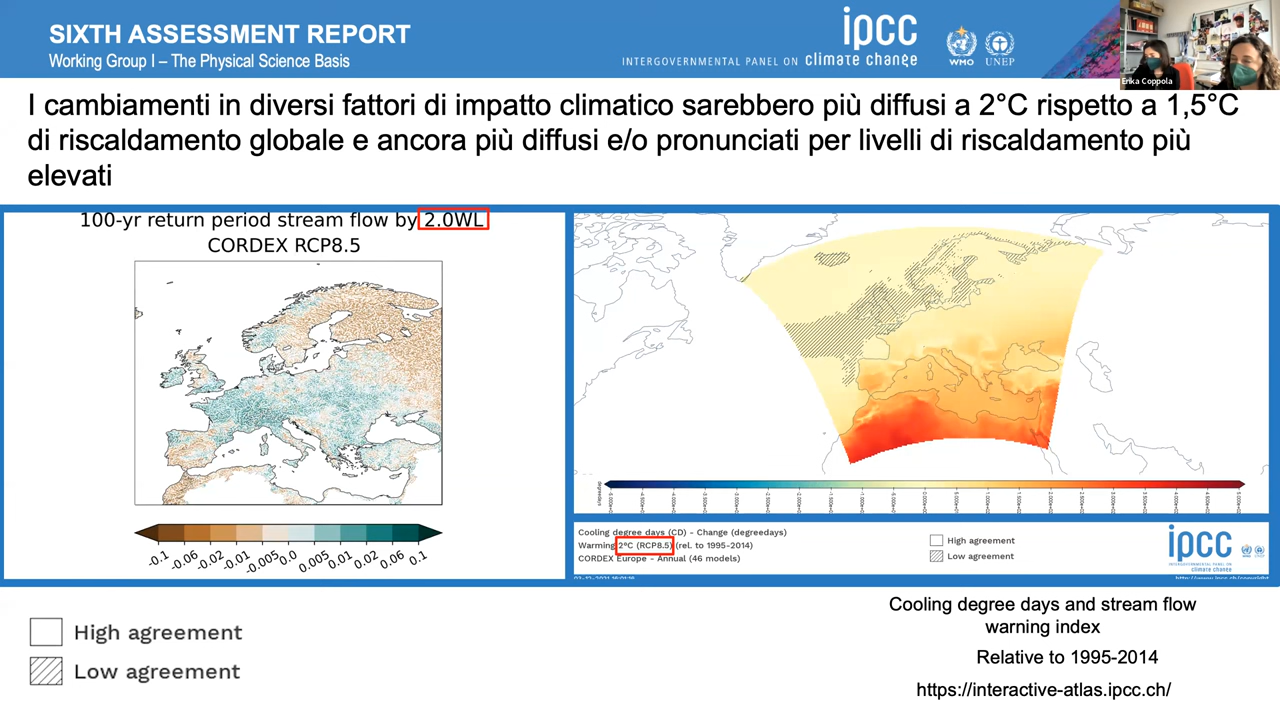 SIXTH ASSESSMENT REPORT
Working Group I – The Physical Science Basis
ipcc
INTERGOVERNMENTAL PANEL ON climate change
WMO
UNEP
Erika Coppola
I cambiamenti in diversi fattori di impatto climatico sarebbero più diffusi a 2°C rispetto a 1,5°C
di riscaldamento globale e ancora più diffusi e/o pronunciati per livelli di riscaldamento più
elevati
100-yr return period stream flow by 2.0WL
CORDEX RCP8.5
-0.1 -0.06 -0.02 -0.01 -0.005 0.0 0.005 0.01 0.02 0.06 0.1
Cooling degree days (CD) - Change (degreedays)
Warming 2°C (RCP8.5) (rel. to 1995-2014)
CORDEX Europe - Annual (46 models)
High agreement
Low agreement
ipcc
INTERGOVERNMENTAL PANEL ON
climate change
High agreement
Low agreement
Cooling degree days and stream flow
warning index
Relative to 1995-2014
https://interactive-atlas.ipcc.ch/